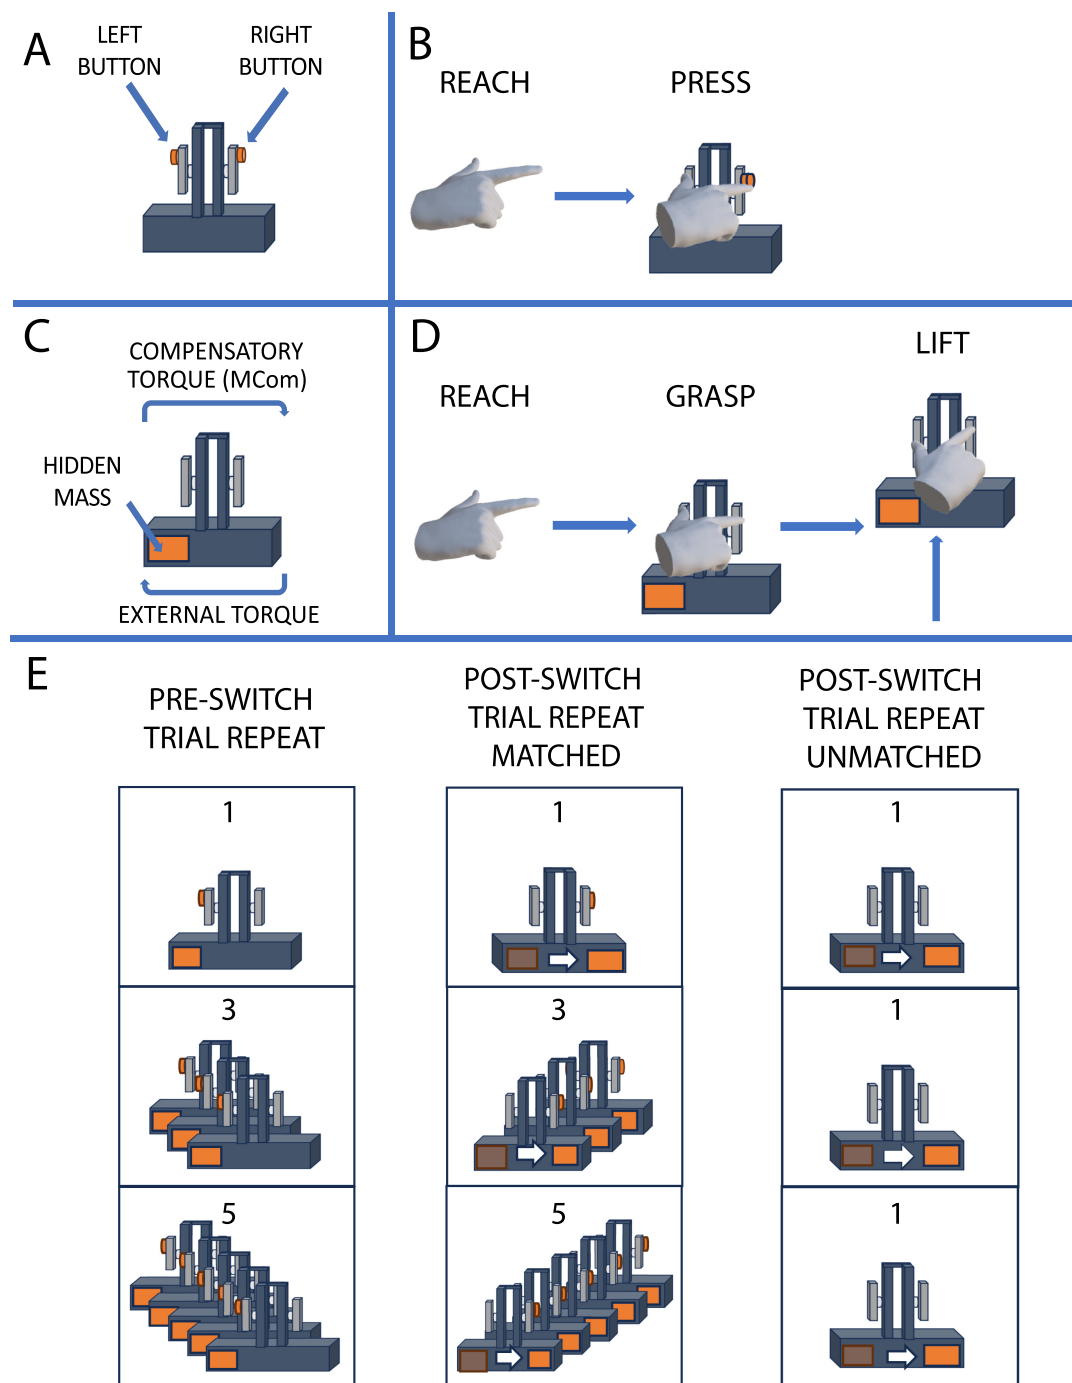 A
LEFT
BUTTON
RIGHT
BUTTON
B
REACH
PRESS
C
COMPENSATORY
TORQUE (MCom)
HIDDEN
MASS
EXTERNAL TORQUE
D
REACH
GRASP
LIFT
E
PRE-SWITCH
TRIAL REPEAT
POST-SWITCH
TRIAL REPEAT
MATCHED
POST-SWITCH
TRIAL REPEAT
UNMATCHED
1
1
1
3
3
1
5
5
1